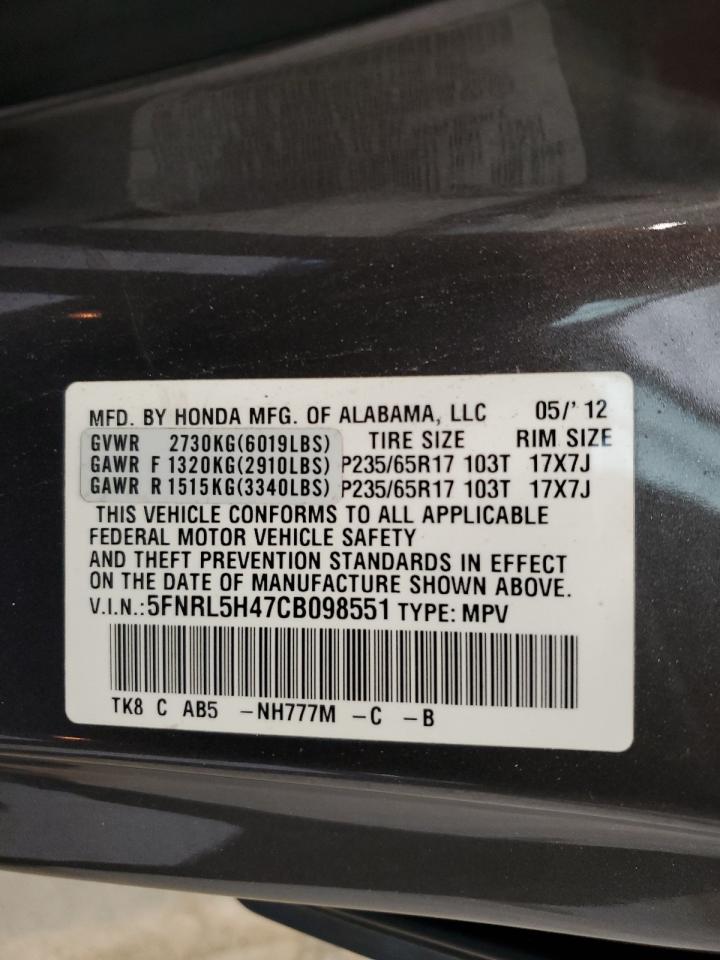 MFD. BY HONDA MFG. OF ALABAMA, LLC 05/'12
GVWR 2730KG(6019LBS) TIRE SIZE RIM SIZE
GAWR F 1320KG(2910LBS) P235/65R17 103T 17X7J
GAWR R 1515KG(3340LBS) P235/65R17 103T 17X7J
THIS VEHICLE CONFORMS TO ALL APPLICABLE
FEDERAL MOTOR VEHICLE SAFETY
AND THEFT PREVENTION STANDARDS IN EFFECT
ON THE DATE OF MANUFACTURE SHOWN ABOVE.
V.I.N.:5FNRL5H47CB098551 TYPE: MPV
TK8 C AB5 -NH777M -C -B